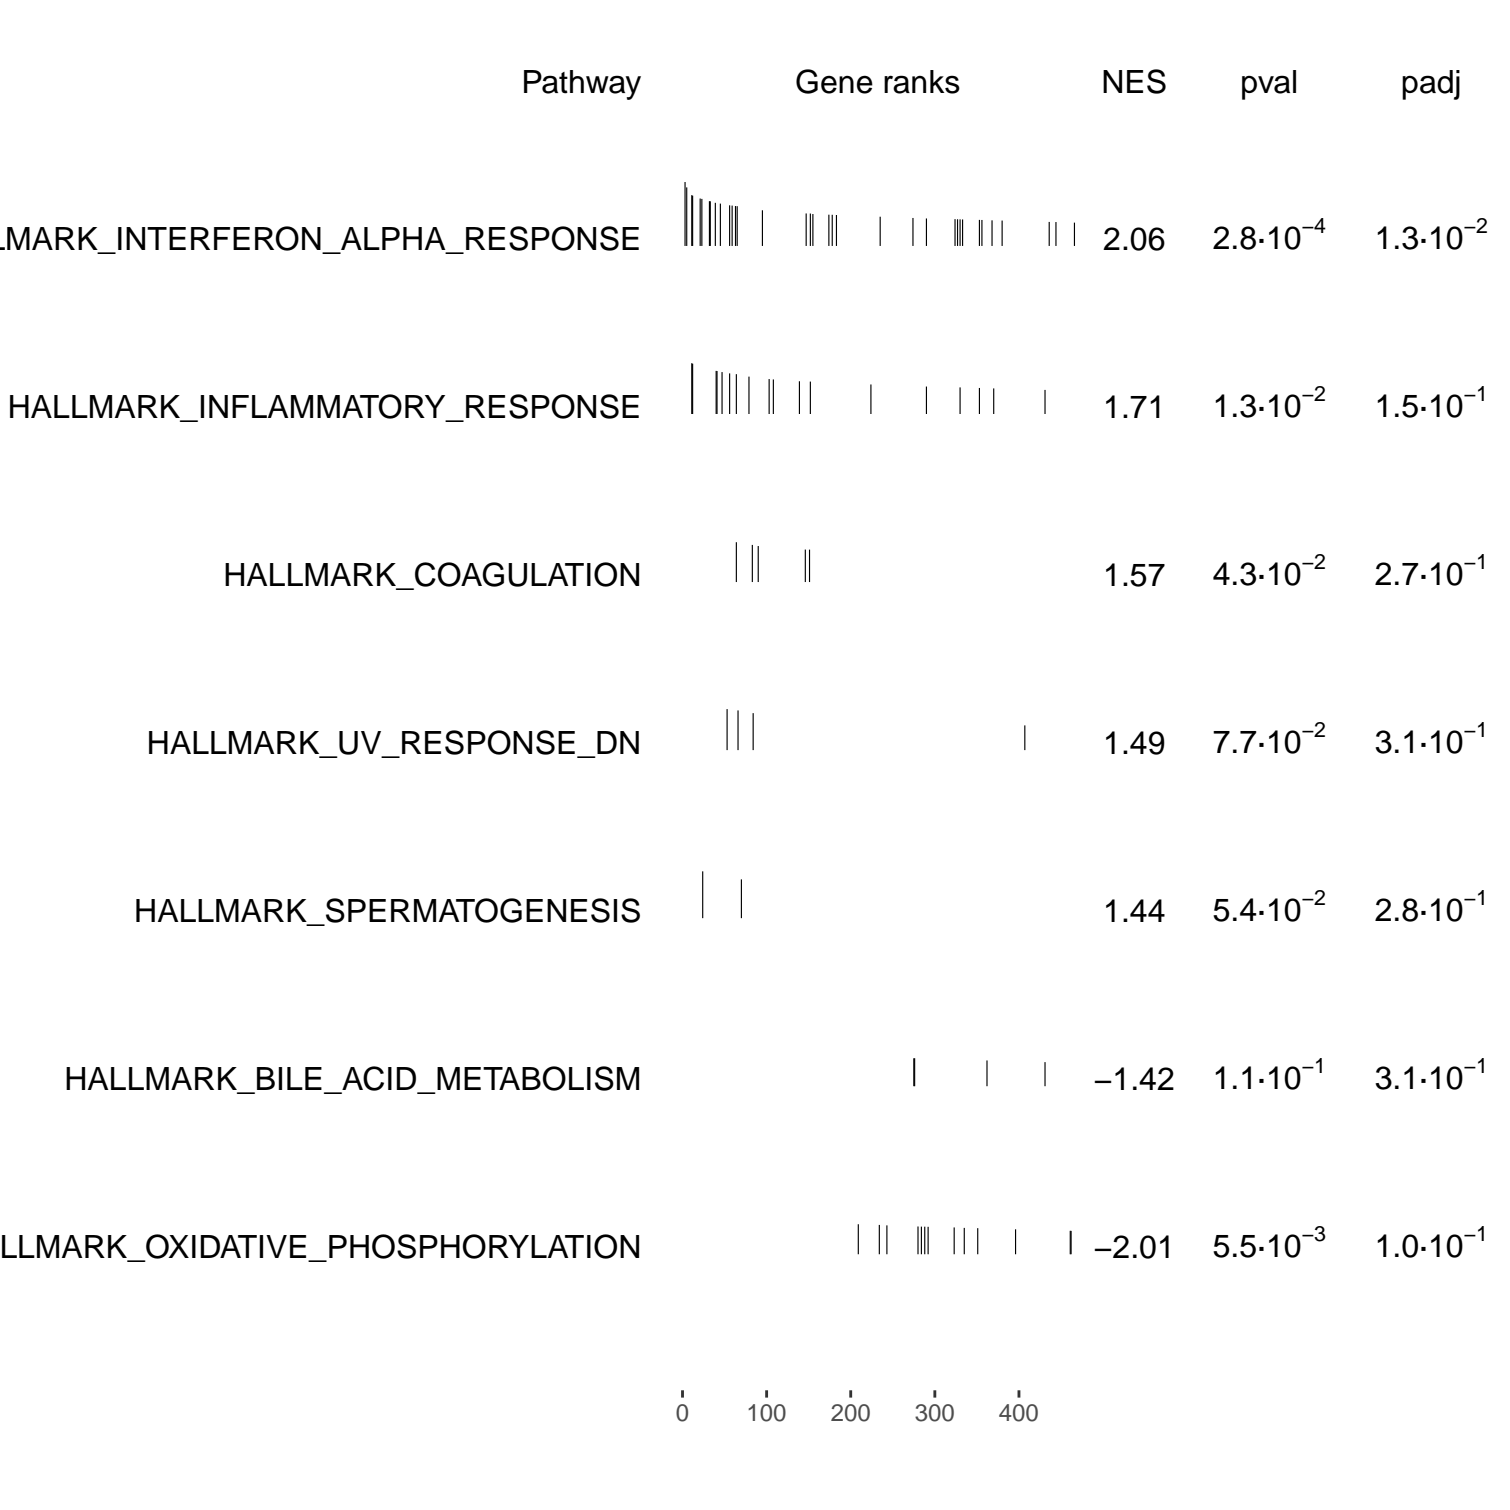 Pathway Gene ranks NES pval padj
LMARK_INTERFERON_ALPHA_RESPONSE 2.06 2.8·10⁻⁴ 1.3·10⁻²
HALLMARK_INFLAMMATORY_RESPONSE 1.71 1.3·10⁻² 1.5·10⁻¹
HALLMARK_COAGULATION 1.57 4.3·10⁻² 2.7·10⁻¹
HALLMARK_UV_RESPONSE_DN 1.49 7.7·10⁻² 3.1·10⁻¹
HALLMARK_SPERMATOGENESIS 1.44 5.4·10⁻² 2.8·10⁻¹
HALLMARK_BILE_ACID_METABOLISM −1.42 1.1·10⁻¹ 3.1·10⁻¹
LLMARK_OXIDATIVE_PHOSPHORYLATION −2.01 5.5·10⁻³ 1.0·10⁻¹
0 100 200 300 400